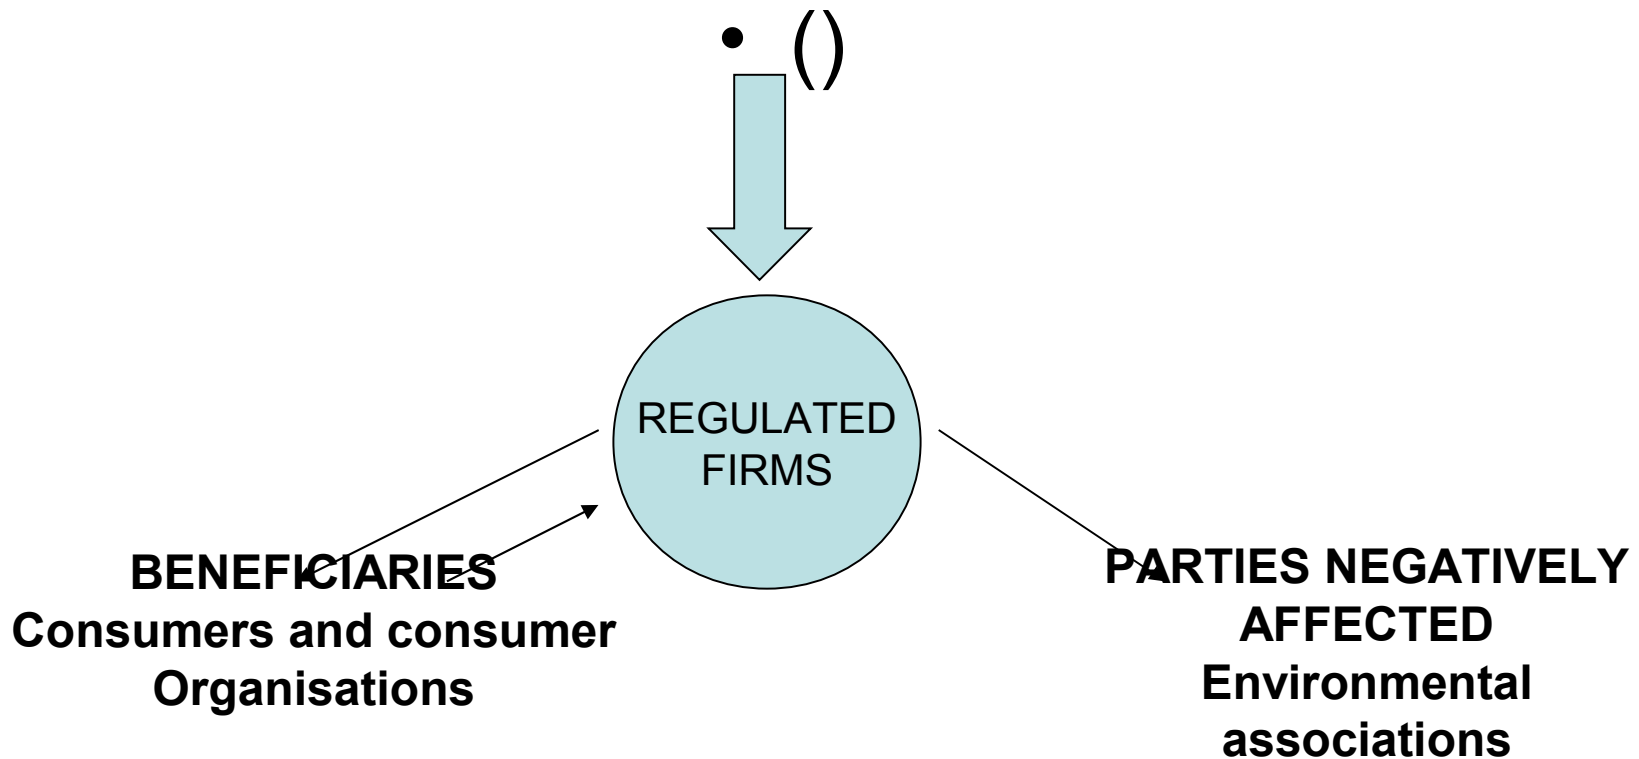 • ()
REGULATED
FIRMS
BENEFICIARIES
Consumers and consumer
Organisations
PARTIES NEGATIVELY
AFFECTED
Environmental
associations